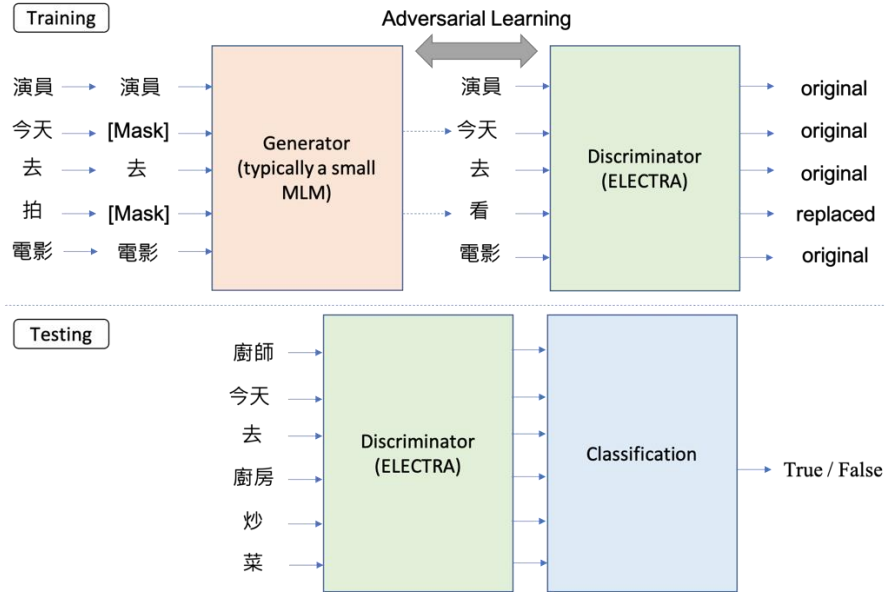 Training
Adversarial Learning
演員 演員 演員 original
今天 [Mask] 今天 original
去 去 去 original
拍 [Mask] 看 replaced
電影 電影 電影 original
Generator
(typically a small
MLM)
Discriminator
(ELECTRA)
Testing
廚師
今天
去
廚房
炒
菜
Discriminator
(ELECTRA)
Classification
True / False